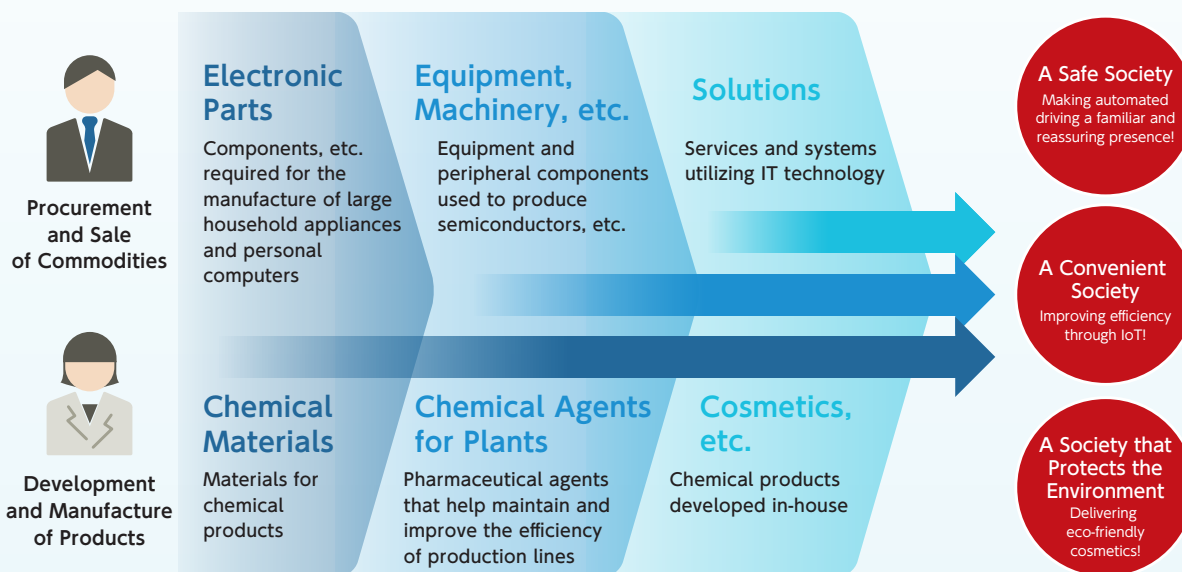 Procurement
and Sale
of Commodities
Electronic
Parts
Components, etc.
required for the
manufacture of large
household appliances
and personal
computers
Equipment,
Machinery, etc.
Equipment and
peripheral components
used to produce
semiconductors, etc.
Solutions
Services and systems
utilizing IT technology
Development
and Manufacture
of Products
Chemical
Materials
Materials for
chemical
products
Chemical Agents
for Plants
Pharmaceutical agents
that help maintain and
improve the efficiency
of production lines
Cosmetics,
etc.
Chemical products
developed in-house
A Safe Society
Making automated
driving a familiar and
reassuring presence!
A Convenient
Society
Improving efficiency
through IoT!
A Society that
Protects the
Environment
Delivering
eco-friendly
cosmetics!